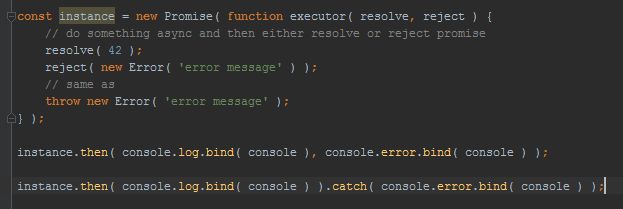 const instance = new Promise( function executor( resolve, reject ) {
// do something async and then either resolve or reject promise
resolve( 42 );
reject( new Error( 'error message' ) );
// same as
throw new Error( 'error message' );
} );
instance.then( console.log.bind( console ), console.error.bind( console ) );
instance.then( console.log.bind( console ) ).catch( console.error.bind( console ) );